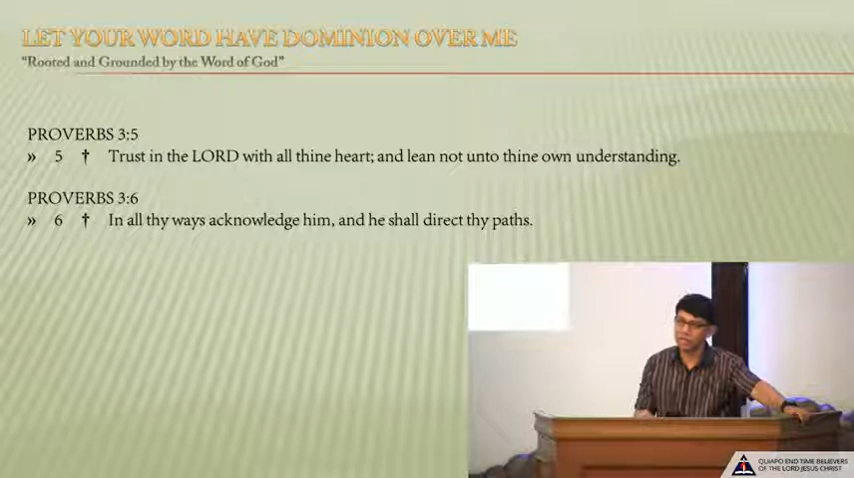 LET YOUR WORD HAVE DOMINION OVER ME
"Rooted and Grounded by the Word of God"
PROVERBS 3:5
» 5 † Trust in the LORD with all thine heart; and lean not unto thine own understanding.
PROVERBS 3:6
» 6 † In all thy ways acknowledge him, and he shall direct thy paths.
QUIAPO END TIME BELIEVERS
OF THE LORD JESUS CHRIST